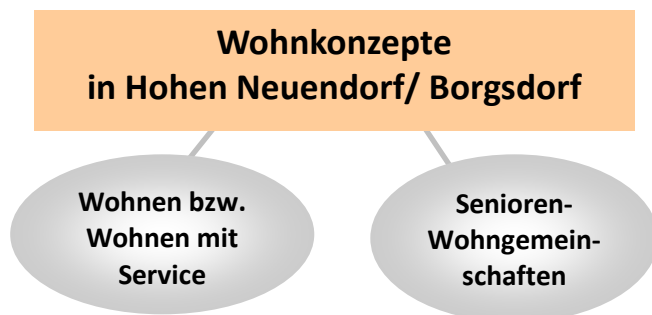 Wohnkonzepte
in Hohen Neuendorf/ Borgsdorf
Wohnen bzw.
Wohnen mit
Service
Senioren-
Wohngemein-
schaften